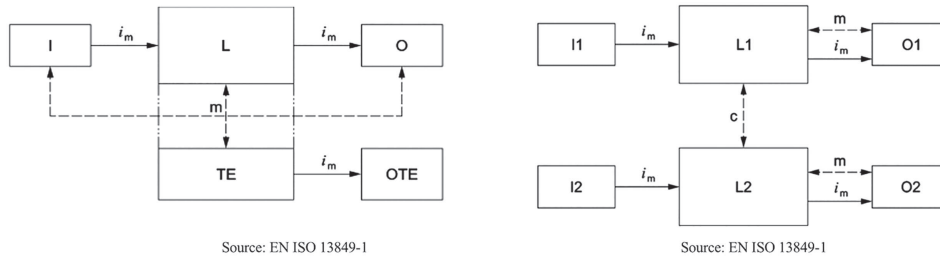 I i_m L i_m O
m
TE i_m OTE
Source: EN ISO 13849-1
I1 i_m L1 m i_m O1
c
I2 i_m L2 m i_m O2
Source: EN ISO 13849-1